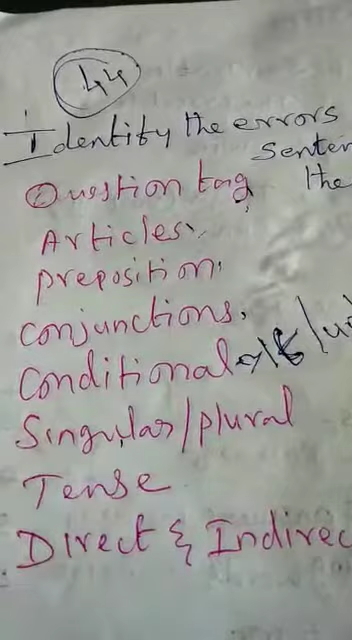 44
Identify the errors
Senten
Question tag the
Articles.
preposition.
conjunctions.
Conditional
Singular/plural
Tense
Direct & Indirec